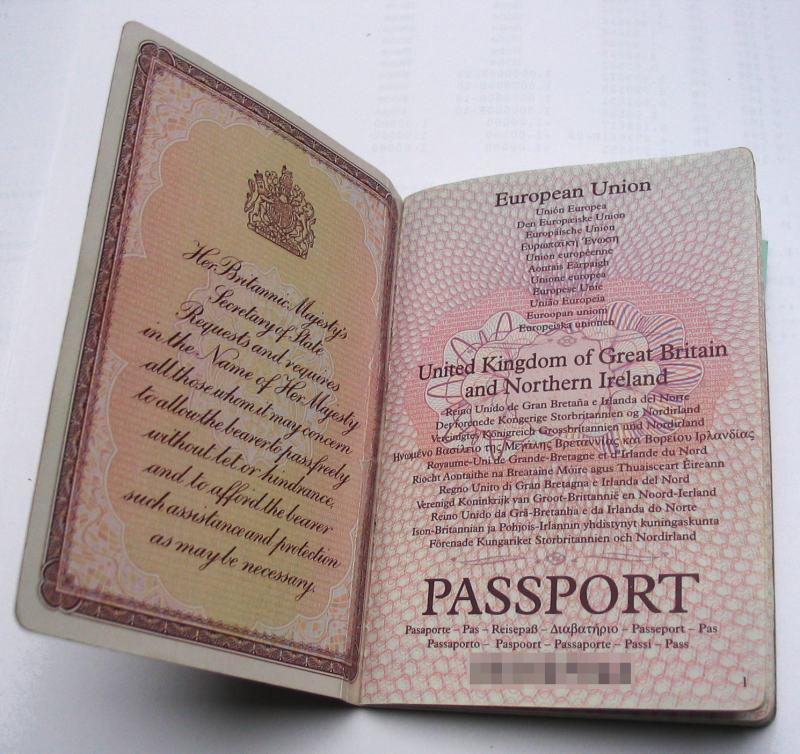 Her Britannic Majesty's
Secretary of State
Requests and requires
in the Name of Her Majesty
all those whom it may concern
to allow the bearer to pass freely
without let or hindrance,
and to afford the bearer
such assistance and protection
as may be necessary.
European Union
Unión Europea
Den Europæiske Union
Europäische Union
Ευρωπαϊκή Ένωση
Union européenne
Aontais Eàrpaigh
Unione europea
Europese Unie
União Europeia
Euroopan unioni
Europeiska unionen
United Kingdom of Great Britain
and Northern Ireland
Reino Unido de Gran Bretaña e Irlanda del Norte
Det forenede Kongerige Storbritannien og Nordirland
Vereinigtes Königreich Grossbritannien und Nordirland
Ηνωμένο Βασίλειο της Μεγάλης Βρεταννίας και Βορείου Ιρλανδίας
Royaume-Uni de Grande-Bretagne et d'Irlande du Nord
Ríocht Aontaithe na Breataine Móire agus Thuaisceart Éireann
Regno Unito di Gran Bretagna e Irlanda del Nord
Verenigd Koninkrijk van Groot-Brittannië en Noord-Ierland
Reino Unido da Grã-Bretanha e da Irlanda do Norte
Ison-Britannian ja Pohjois-Irlannin yhdistynyt kuningaskunta
Förenade Kungariket Storbritannien och Nordirland
PASSPORT
Pasaporte – Pas – Reisepaß – Διαβατήριο – Passeport – Pas
Passaporto – Paspoort – Passaporte – Passi – Pass
1